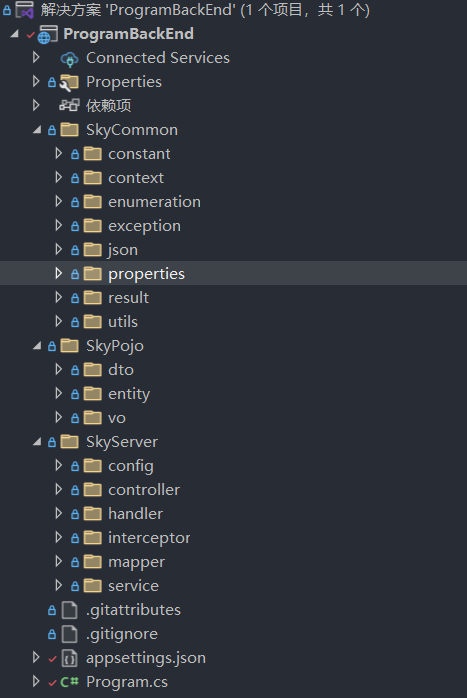 解决方案 'ProgramBackEnd' (1 个项目，共 1 个)
ProgramBackEnd
Connected Services
Properties
依赖项
SkyCommon
constant
context
enumeration
exception
json
properties
result
utils
SkyPojo
dto
entity
vo
SkyServer
config
controller
handler
interceptor
mapper
service
.gitattributes
.gitignore
appsettings.json
C# Program.cs